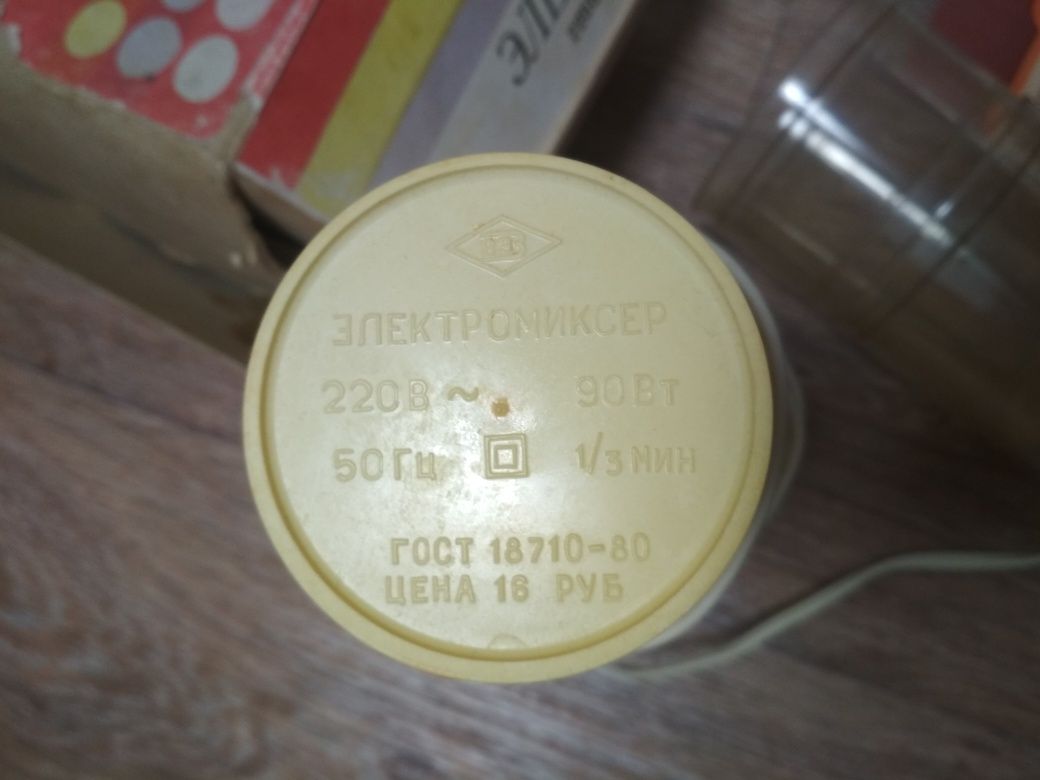 ЭЛЕКТРОМИКСЕР
220В ~ 90Вт
50ГЦ 1/3 МИН
ГОСТ 18710-80
ЦЕНА 16 РУБ